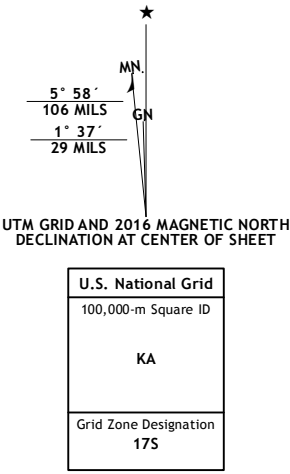 ★
MN.
5° 58´
106 MILS
GN
1° 37´
29 MILS
UTM GRID AND 2016 MAGNETIC NORTH
DECLINATION AT CENTER OF SHEET
U.S. National Grid
100,000-m Square ID
KA
Grid Zone Designation
17S